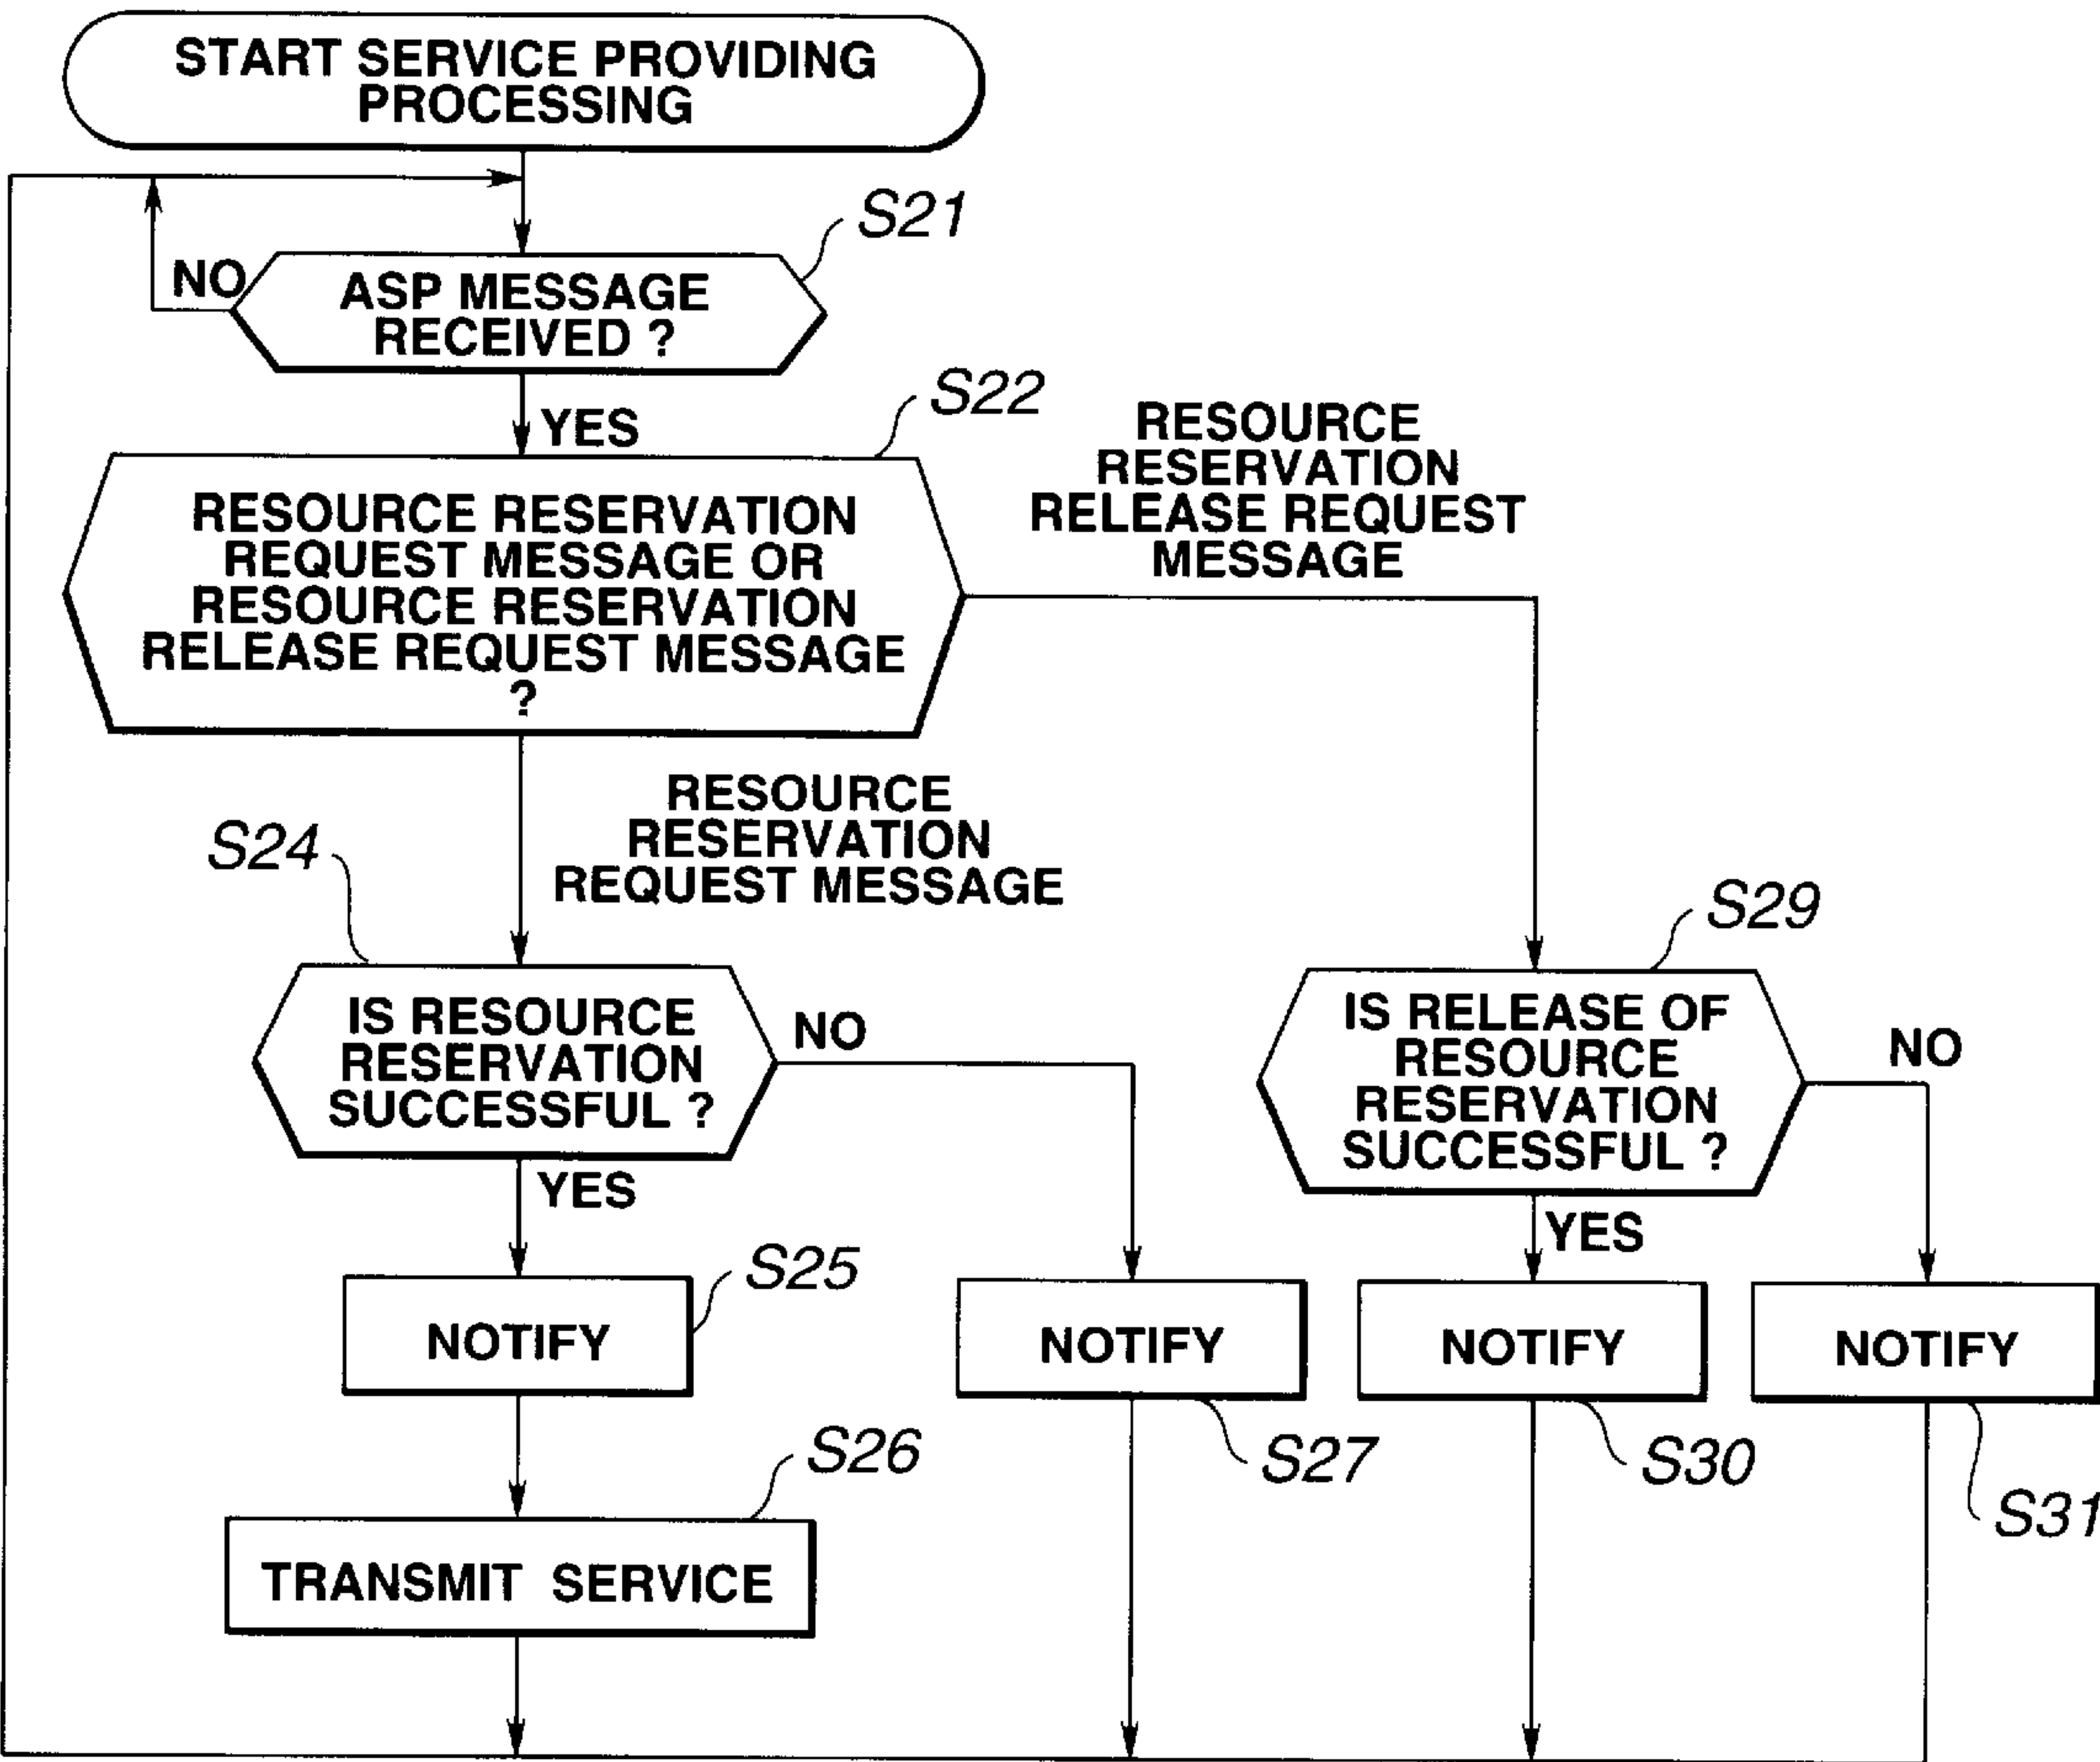 START SERVICE PROVIDING
PROCESSING
S21
NO
ASP MESSAGE
RECEIVED ?
YES
S22
RESOURCE
RESERVATION
RELEASE REQUEST
MESSAGE
RESOURCE RESERVATION
REQUEST MESSAGE OR
RESOURCE RESERVATION
RELEASE REQUEST MESSAGE
?
RESOURCE
RESERVATION
REQUEST MESSAGE
S24
S29
IS RESOURCE
RESERVATION
SUCCESSFUL ?
NO
IS RELEASE OF
RESOURCE
RESERVATION
SUCCESSFUL ?
NO
YES
YES
S25
NOTIFY
NOTIFY
NOTIFY
NOTIFY
S26
S27
S30
S31
TRANSMIT SERVICE